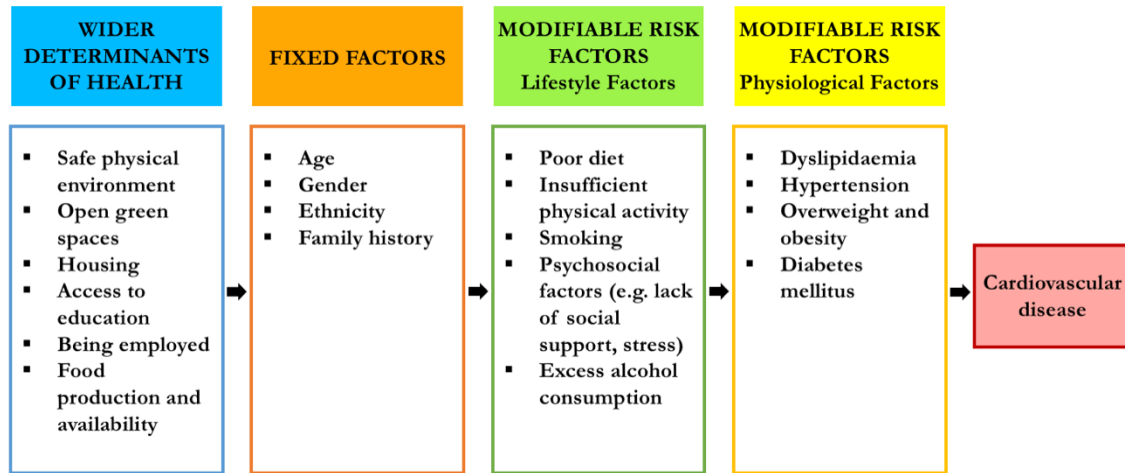 WIDER
DETERMINANTS
OF HEALTH
FIXED FACTORS
MODIFIABLE RISK
FACTORS
Lifestyle Factors
MODIFIABLE RISK
FACTORS
Physiological Factors
▪ Safe physical
environment
▪ Open green
spaces
▪ Housing
▪ Access to
education
▪ Being employed
▪ Food
production and
availability
▪ Age
▪ Gender
▪ Ethnicity
▪ Family history
▪ Poor diet
▪ Insufficient
physical activity
▪ Smoking
▪ Psychosocial
factors (e.g. lack
of social
support, stress)
▪ Excess alcohol
consumption
▪ Dyslipidaemia
▪ Hypertension
▪ Overweight and
obesity
▪ Diabetes
mellitus
Cardiovascular
disease